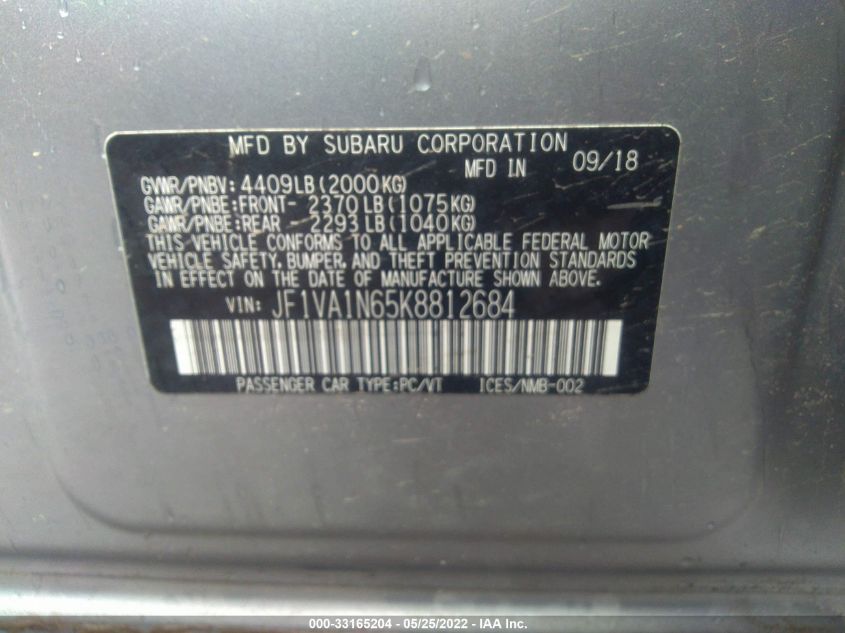 MFD BY SUBARU CORPORATION
MFD IN 09/18
GVWR/PNBV: 4409LB(2000KG)
GAWR/PNBE:FRONT- 2370LB(1075KG)
GAWR/PNBE:REAR - 2293LB(1040KG)
THIS VEHICLE CONFORMS TO ALL APPLICABLE FEDERAL MOTOR
VEHICLE SAFETY, BUMPER, AND THEFT PREVENTION STANDARDS
IN EFFECT ON THE DATE OF MANUFACTURE SHOWN ABOVE.
VIN: JF1VA1N65K8812684
PASSENGER CAR TYPE:PC/VT ICES/NMB-002
000-33165204 - 05/25/2022 - IAA Inc.